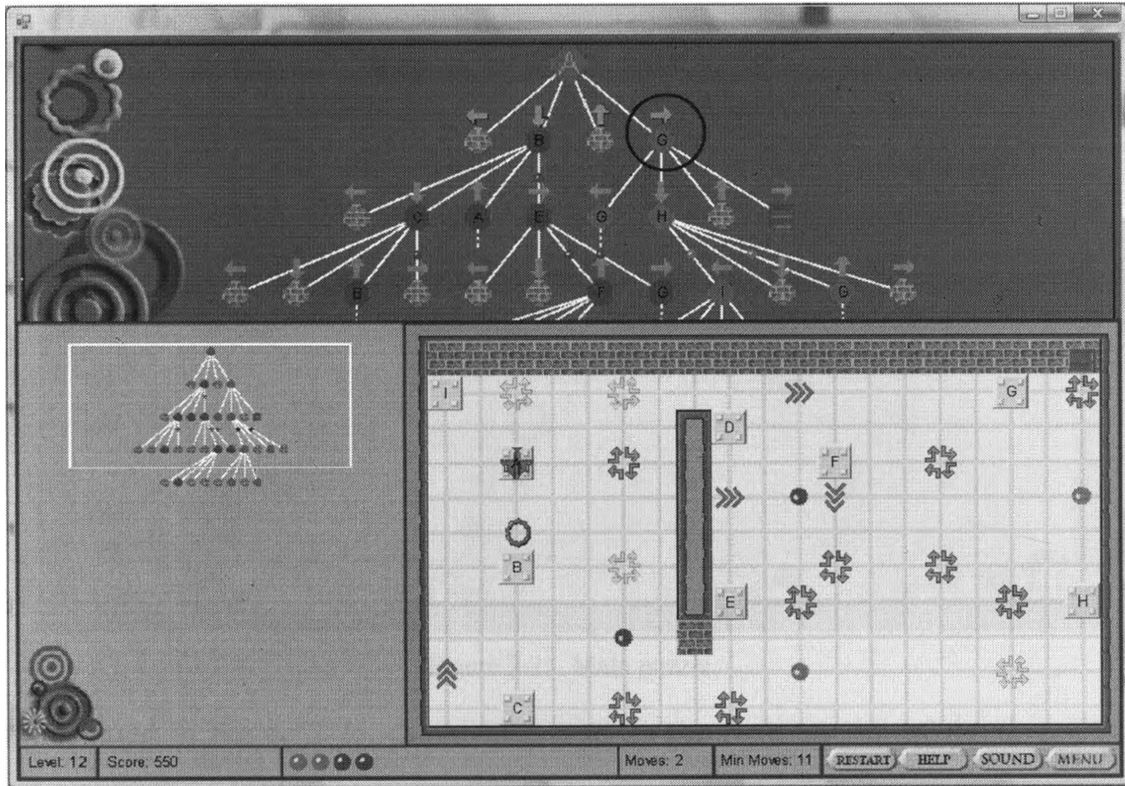 A
B G
C A E G H
B F G I
I G
D
A F
B
E H
C
Level: 12 Score: 550 Moves: 2 Min Moves: 11 RESTART HELP SOUND MENU